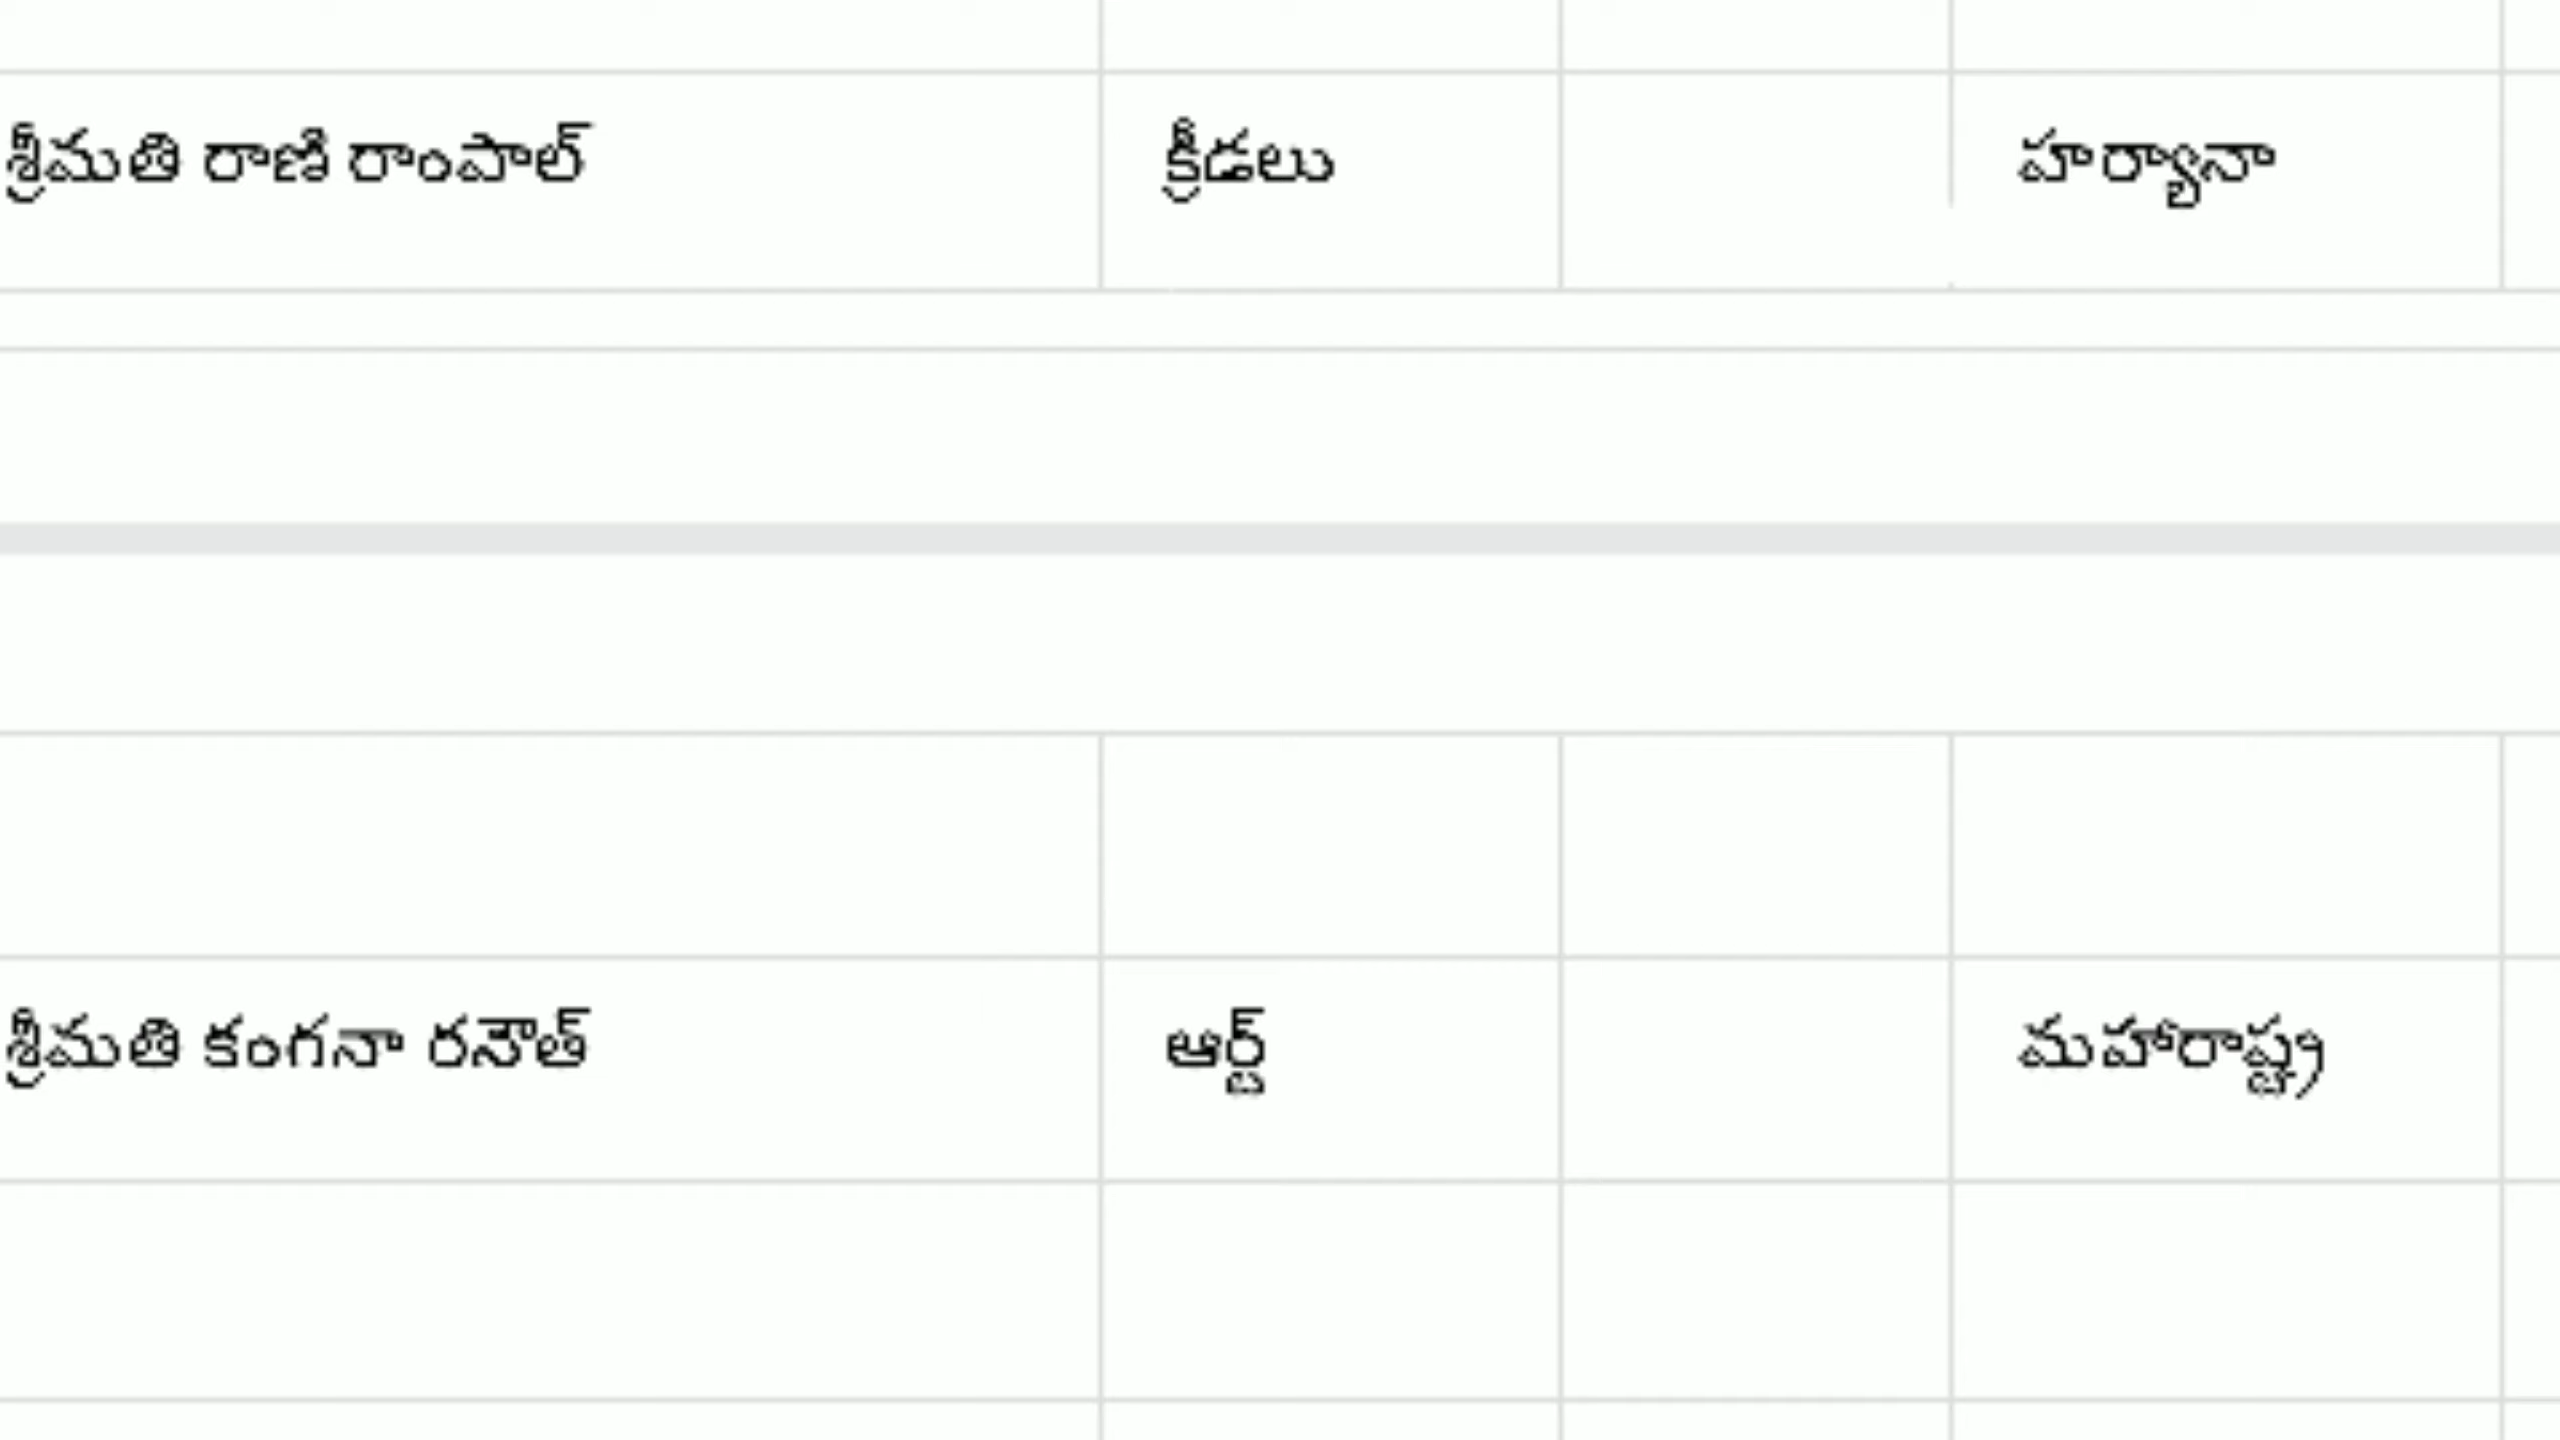 శ్రీమతి రాణి రాంపాల్ క్రీడలు హర్యానా
శ్రీమతి కంగనా రనౌత్ ఆర్ట్ మహారాష్ట్ర